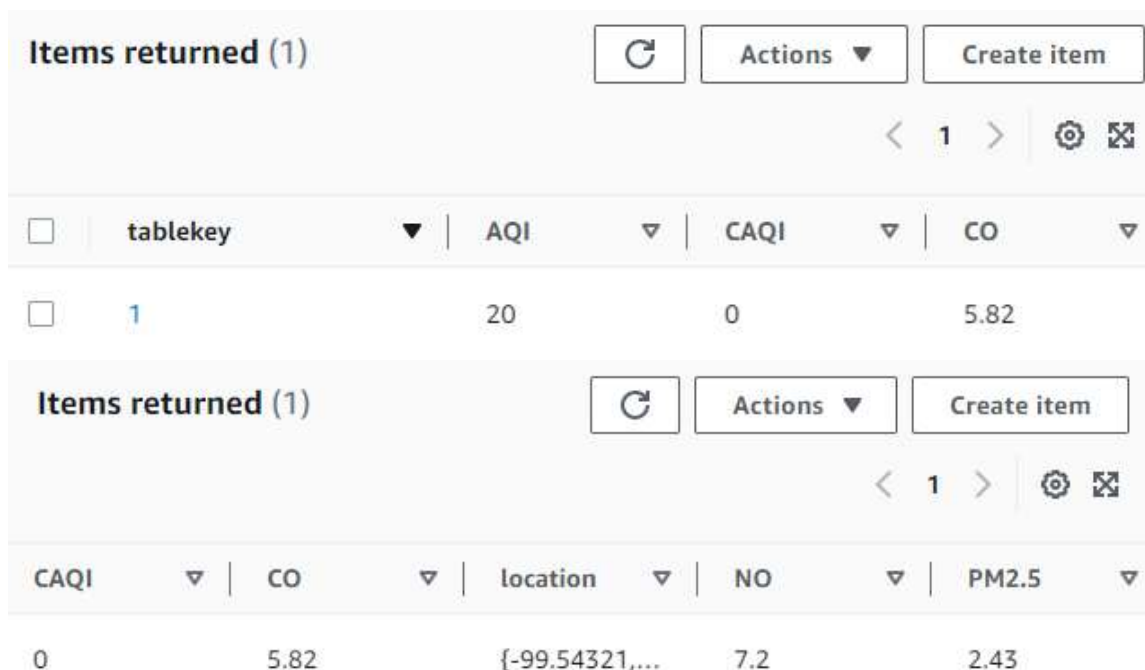 Items returned (1) Actions Create item
1
tablekey AQI CAQI CO
1 20 0 5.82
Items returned (1) Actions Create item
1
CAQI CO location NO PM2.5
0 5.82 {-99.54321,... 7.2 2.43